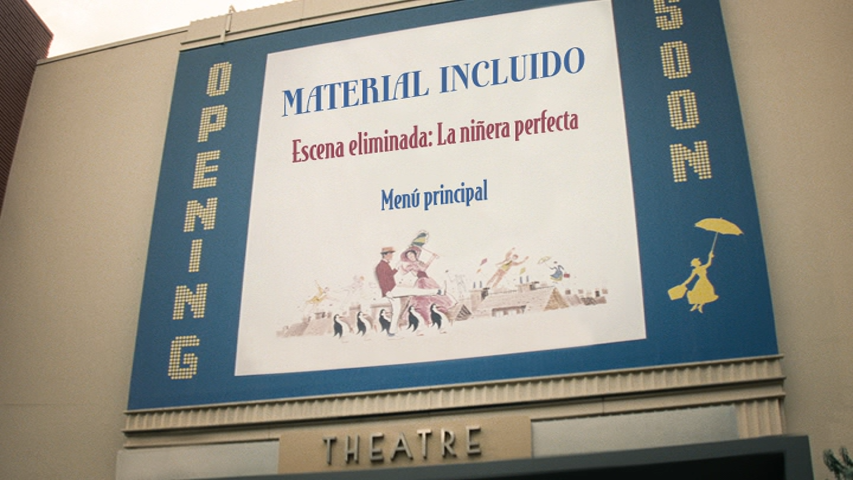 OPENING
SOON
MATERIAL INCLUIDO
Escena eliminada: La niñera perfecta
Menú principal
THEATRE